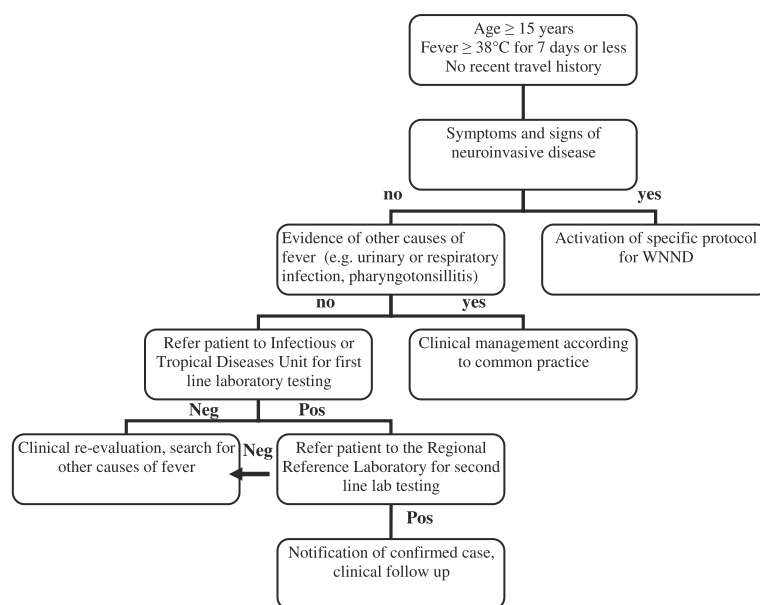 Age ≥ 15 years
Fever ≥ 38°C for 7 days or less
No recent travel history
Symptoms and signs of
neuroinvasive disease
no
yes
Evidence of other causes of
fever (e.g. urinary or respiratory
infection, pharyngotonsillitis)
Activation of specific protocol
for WNND
no
yes
Refer patient to Infectious or
Tropical Diseases Unit for first
line laboratory testing
Clinical management according
to common practice
Neg
Pos
Clinical re-evaluation, search for
other causes of fever
Neg
Refer patient to the Regional
Reference Laboratory for second
line lab testing
Pos
Notification of confirmed case,
clinical follow up